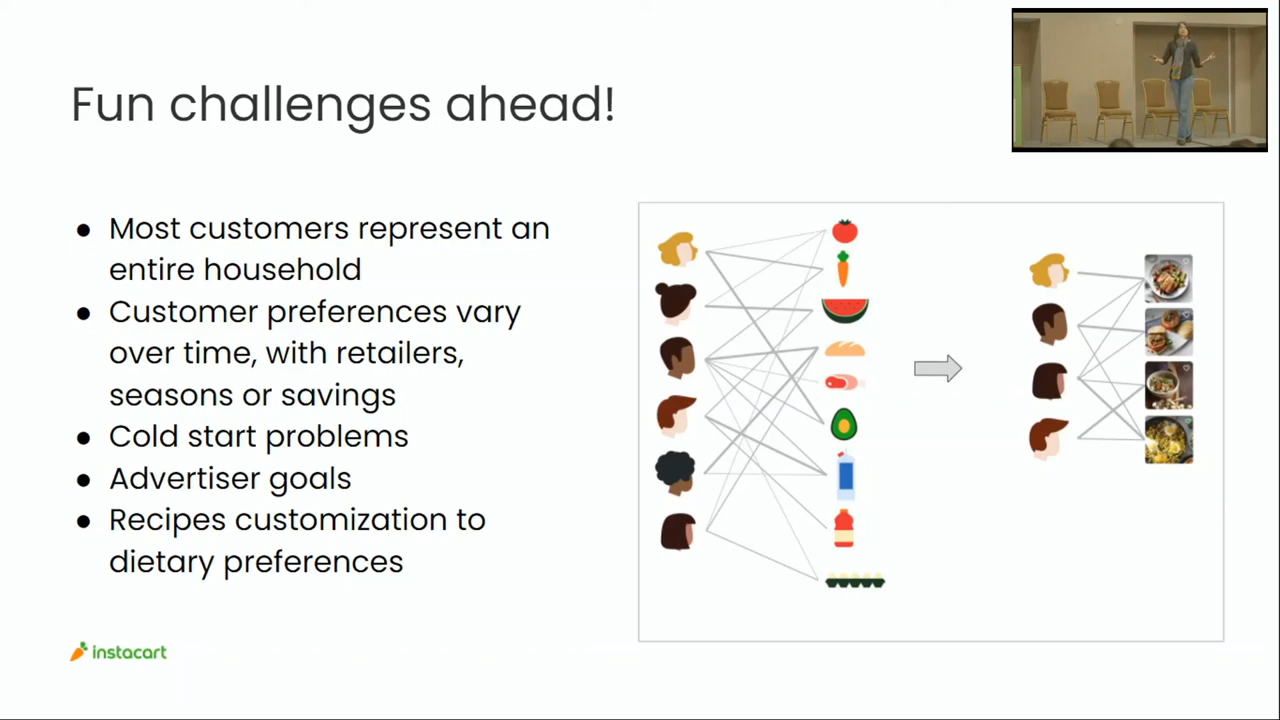 Fun challenges ahead!
● Most customers represent an
entire household
● Customer preferences vary
over time, with retailers,
seasons or savings
● Cold start problems
● Advertiser goals
● Recipes customization to
dietary preferences
instacart